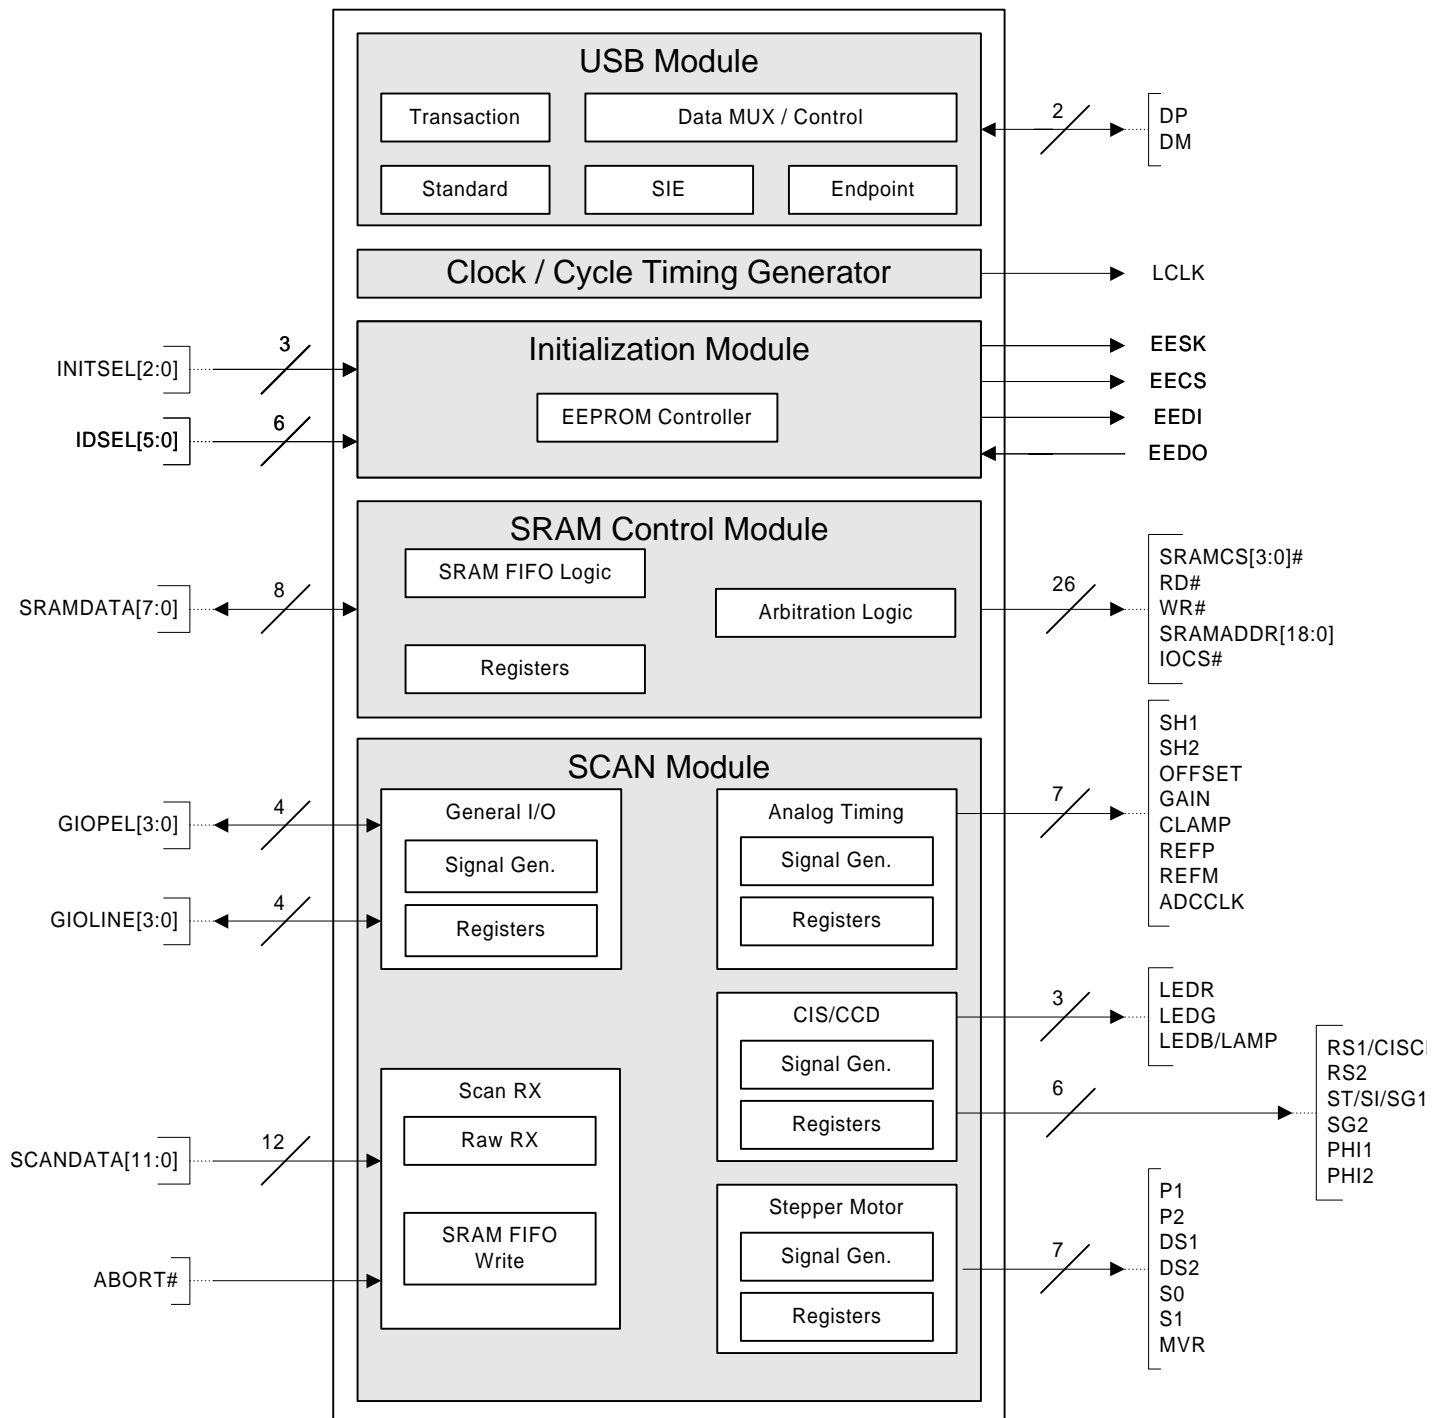 USB Module
Transaction
Data MUX / Control
2
DP
DM
Standard
SIE
Endpoint
Clock / Cycle Timing Generator
LCLK
INITSEL[2:0]
3
IDSEL[5:0]
6
Initialization Module
EEPROM Controller
EESK
EECS
EEDI
EEDO
SRAM Control Module
SRAMDATA[7:0]
8
SRAM FIFO Logic
Arbitration Logic
Registers
26
SRAMCS[3:0]#
RD#
WR#
SRAMADDR[18:0]
IOCS#
SCAN Module
GIOPEL[3:0]
4
GIOLINE[3:0]
4
General I/O
Signal Gen.
Registers
Analog Timing
Signal Gen.
Registers
7
SH1
SH2
OFFSET
GAIN
CLAMP
REFP
REFM
ADCCLK
CIS/CCD
Signal Gen.
Registers
3
LEDR
LEDG
LEDB/LAMP
6
RS2
ST/SI/SG1
SG2
PHI1
PHI2
SCANDATA[11:0]
12
ABORT#
Scan RX
Raw RX
SRAM FIFO
Write
Stepper Motor
Signal Gen.
Registers
7
P1
P2
DS1
DS2
S0
S1
MVR